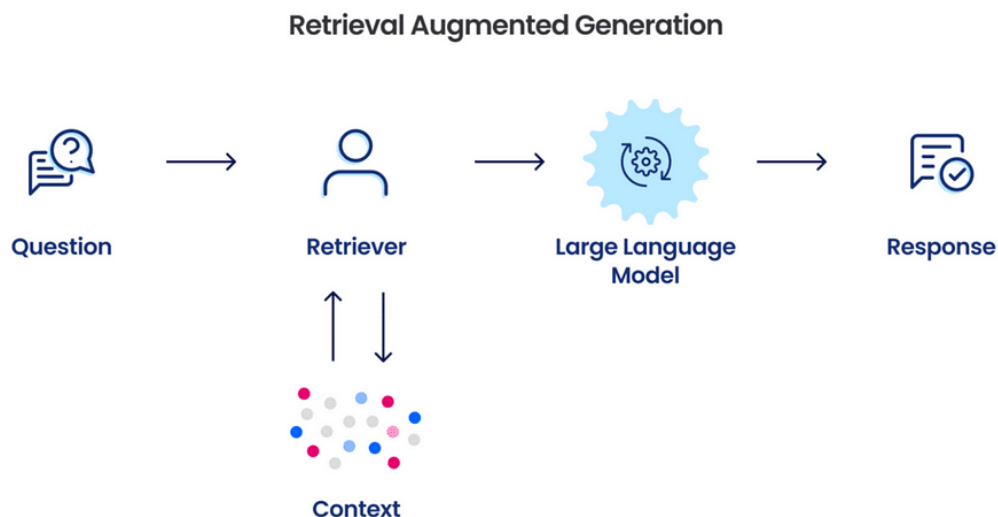 Retrieval Augmented Generation
?
Question
Retriever
Large Language
Model
Response
Context